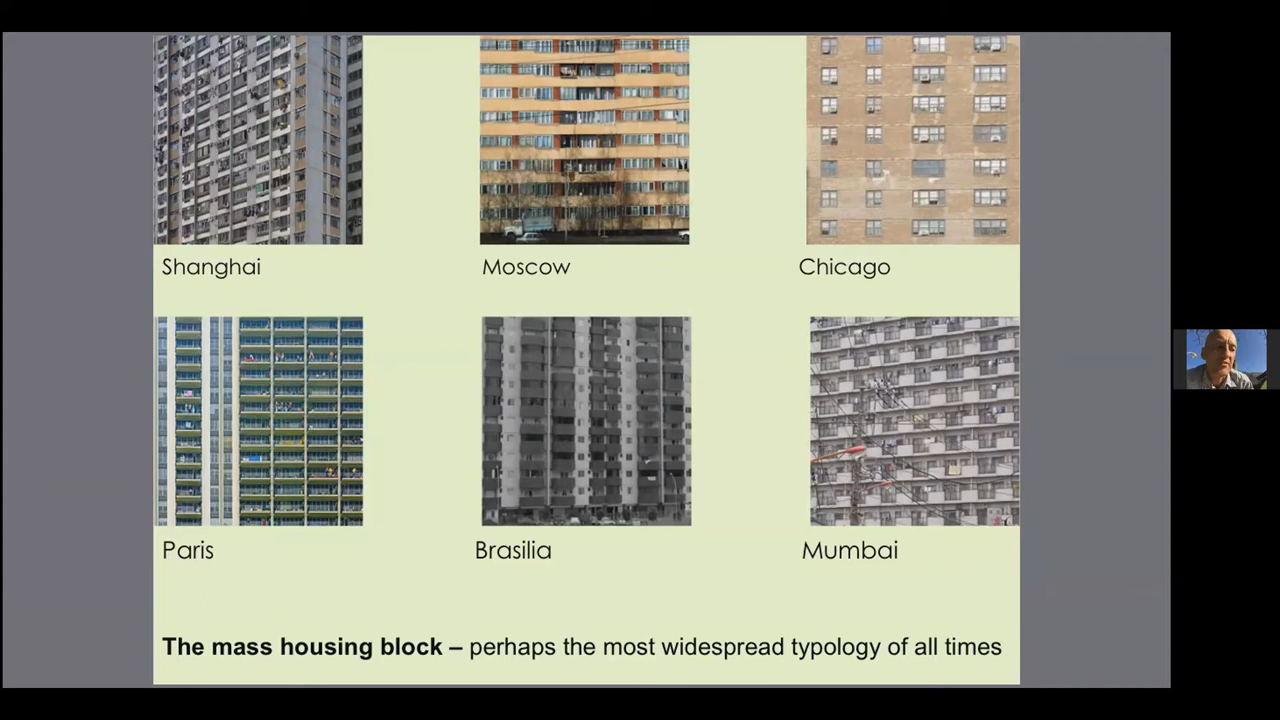 Shanghai
Moscow
Chicago
Paris
Brasilia
Mumbai
The mass housing block – perhaps the most widespread typology of all times